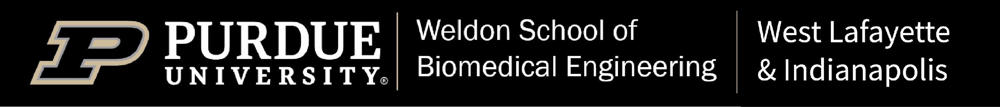 PURDUE
UNIVERSITY®
Weldon School of
Biomedical Engineering
West Lafayette
& Indianapolis